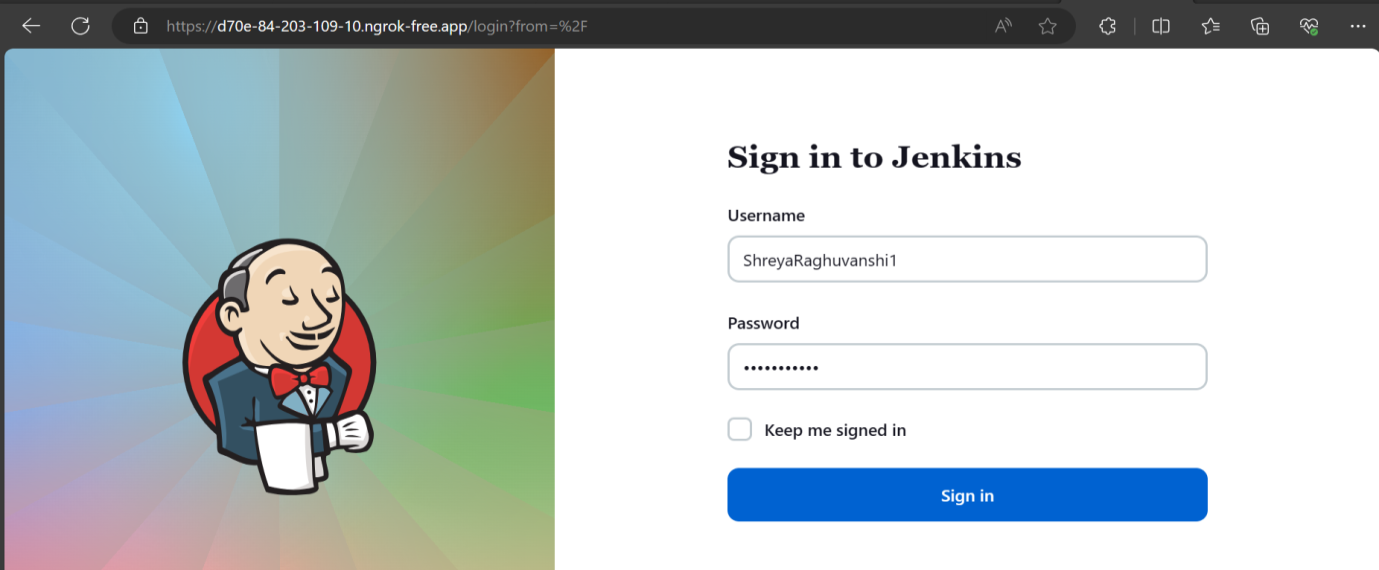 https://d70e-84-203-109-10.ngrok-free.app/login?from=%2F
Sign in to Jenkins
Username
ShreyaRaghuvanshi1
Password
•••••••••••
Keep me signed in
Sign in